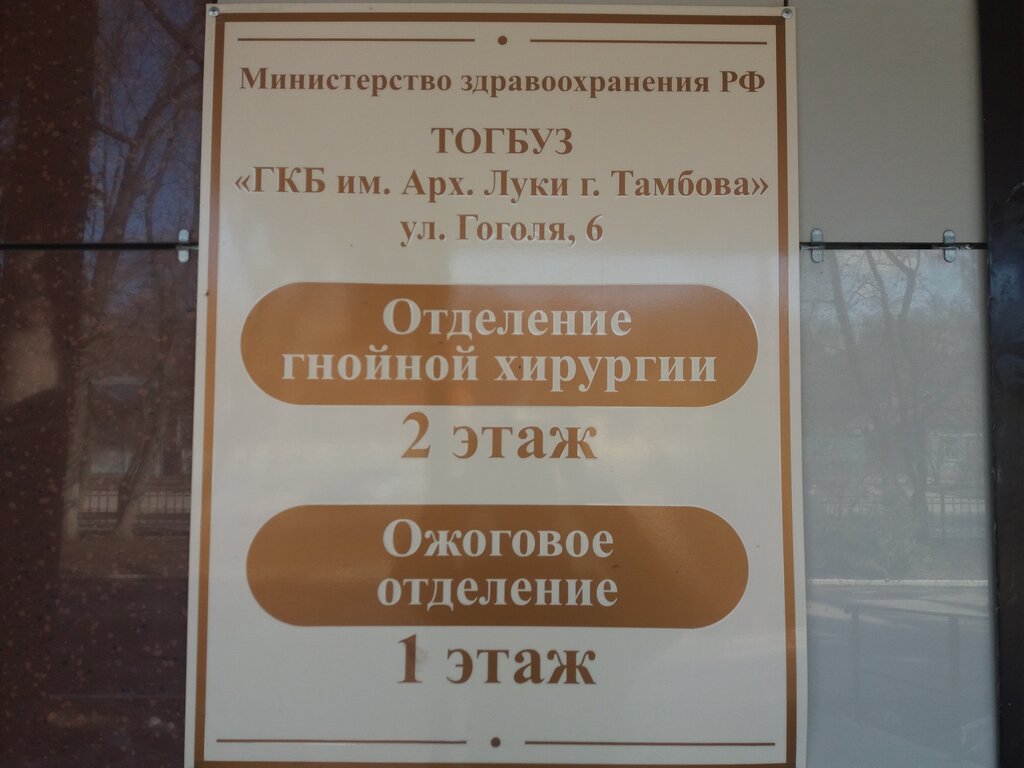 Министерство здравоохранения РФ
ТОГБУЗ
«ГКБ им. Арх. Луки г. Тамбова»
ул. Гоголя, 6
Отделение
гнойной хирургии
2 этаж
Ожоговое
отделение
1 этаж